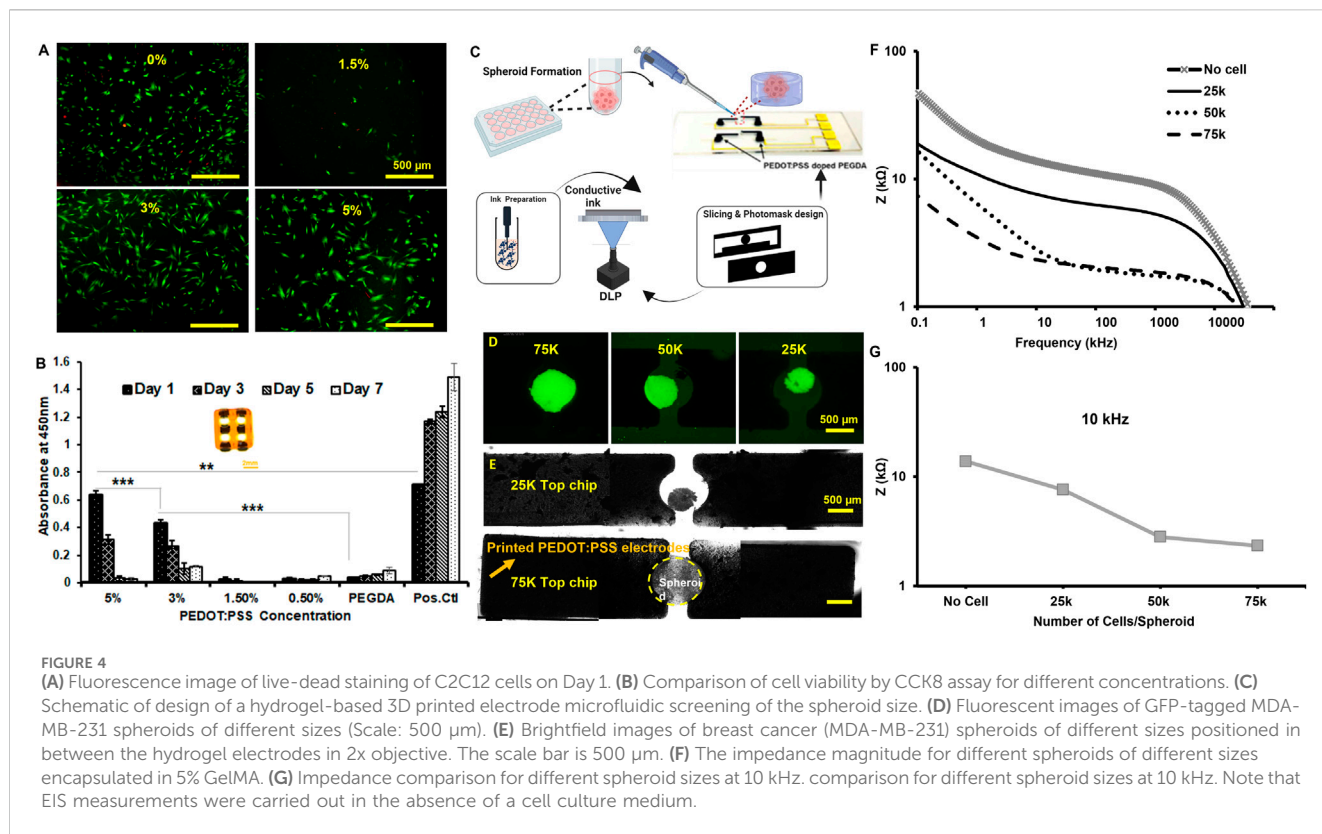 A
0%
1.5%
500 µm
3%
5%
B
Absorbance at 450nm
1.6
1.4
1.2
1
0.8
0.6
0.4
0.2
0
Day 1
Day 3
Day 5
Day 7
2mm
**
***
***
5%
3%
1.50%
0.50%
PEGDA
Pos.Ctl
PEDOT:PSS Concentration
C
Spheroid Formation
PEDOT:PSS doped PEGDA
Ink Preparation
Conductive
ink
DLP
Slicing & Photomask design
D
75K
50K
25K
500 µm
E
25K Top chip
500 µm
Printed PEDOT:PSS electrodes
75K Top chip
Spheroi
d
F
Z (kΩ)
100
10
1
No cell
25k
50k
75k
0.1
1
10
100
1000
10000
Frequency (kHz)
G
Z (kΩ)
100
10
1
10 kHz
No Cell
25k
50k
75k
Number of Cells/Spheroid
FIGURE 4
(A) Fluorescence image of live-dead staining of C2C12 cells on Day 1. (B) Comparison of cell viability by CCK8 assay for different concentrations. (C)
Schematic of design of a hydrogel-based 3D printed electrode microfluidic screening of the spheroid size. (D) Fluorescent images of GFP-tagged MDA-
MB-231 spheroids of different sizes (Scale: 500 µm). (E) Brightfield images of breast cancer (MDA-MB-231) spheroids of different sizes positioned in
between the hydrogel electrodes in 2x objective. The scale bar is 500 µm. (F) The impedance magnitude for different spheroids of different sizes
encapsulated in 5% GelMA. (G) Impedance comparison for different spheroid sizes at 10 kHz. comparison for different spheroid sizes at 10 kHz. Note that
EIS measurements were carried out in the absence of a cell culture medium.